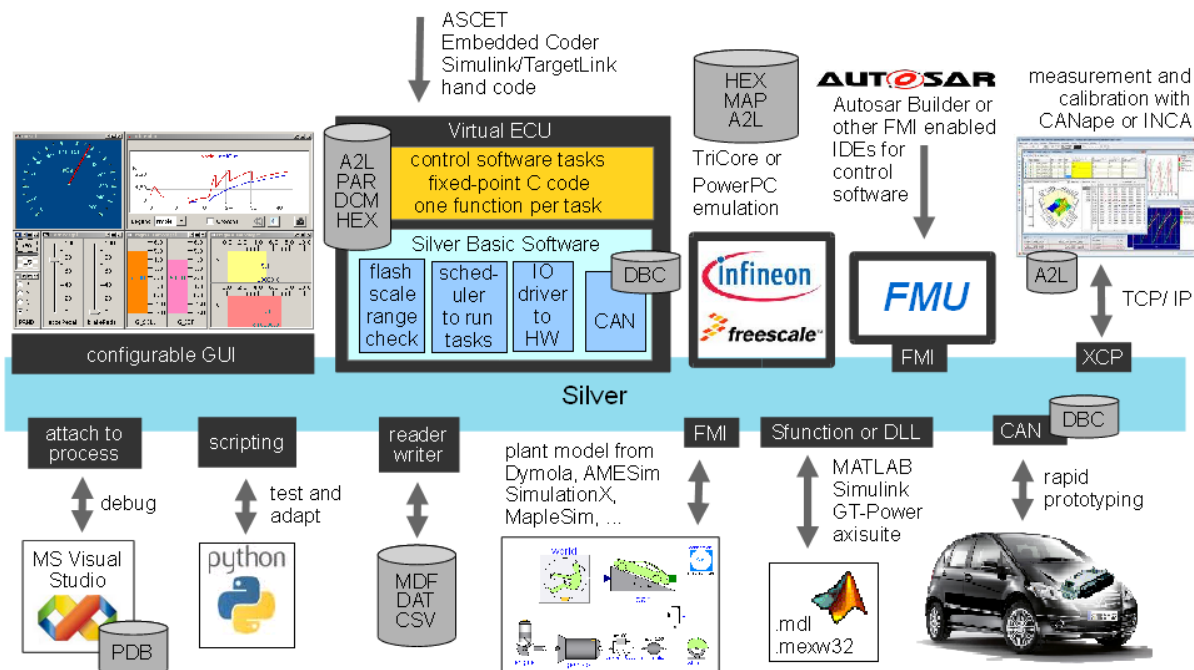 ASCET
Embedded Coder
Simulink/TargetLink
hand code
HEX
MAP
A2L
TriCore or
PowerPC
emulation
AUTOSAR
Autosar Builder or
other FMI enabled
IDEs for
control
software
measurement and
calibration with
CANape or INCA
Virtual ECU
A2L
PAR
DCM
HEX
control software tasks
fixed-point C code
one function per task
Silver Basic Software
flash
scale
range
check
sched-
uler
to run
tasks
IO
driver
to
HW
CAN
DBC
infineon
freescale
FMU
A2L
TCP/ IP
configurable GUI
FMI
XCP
Silver
attach to
process
scripting
reader
writer
FMI
Sfunction or DLL
CAN
DBC
debug
test and
adapt
plant model from
Dymola, AMESim
SimulationX,
MapleSim, ...
MATLAB
Simulink
GT-Power
axisuite
rapid
prototyping
MS Visual
Studio
PDB
python
MDF
DAT
CSV
world
.mdl
.mexw32